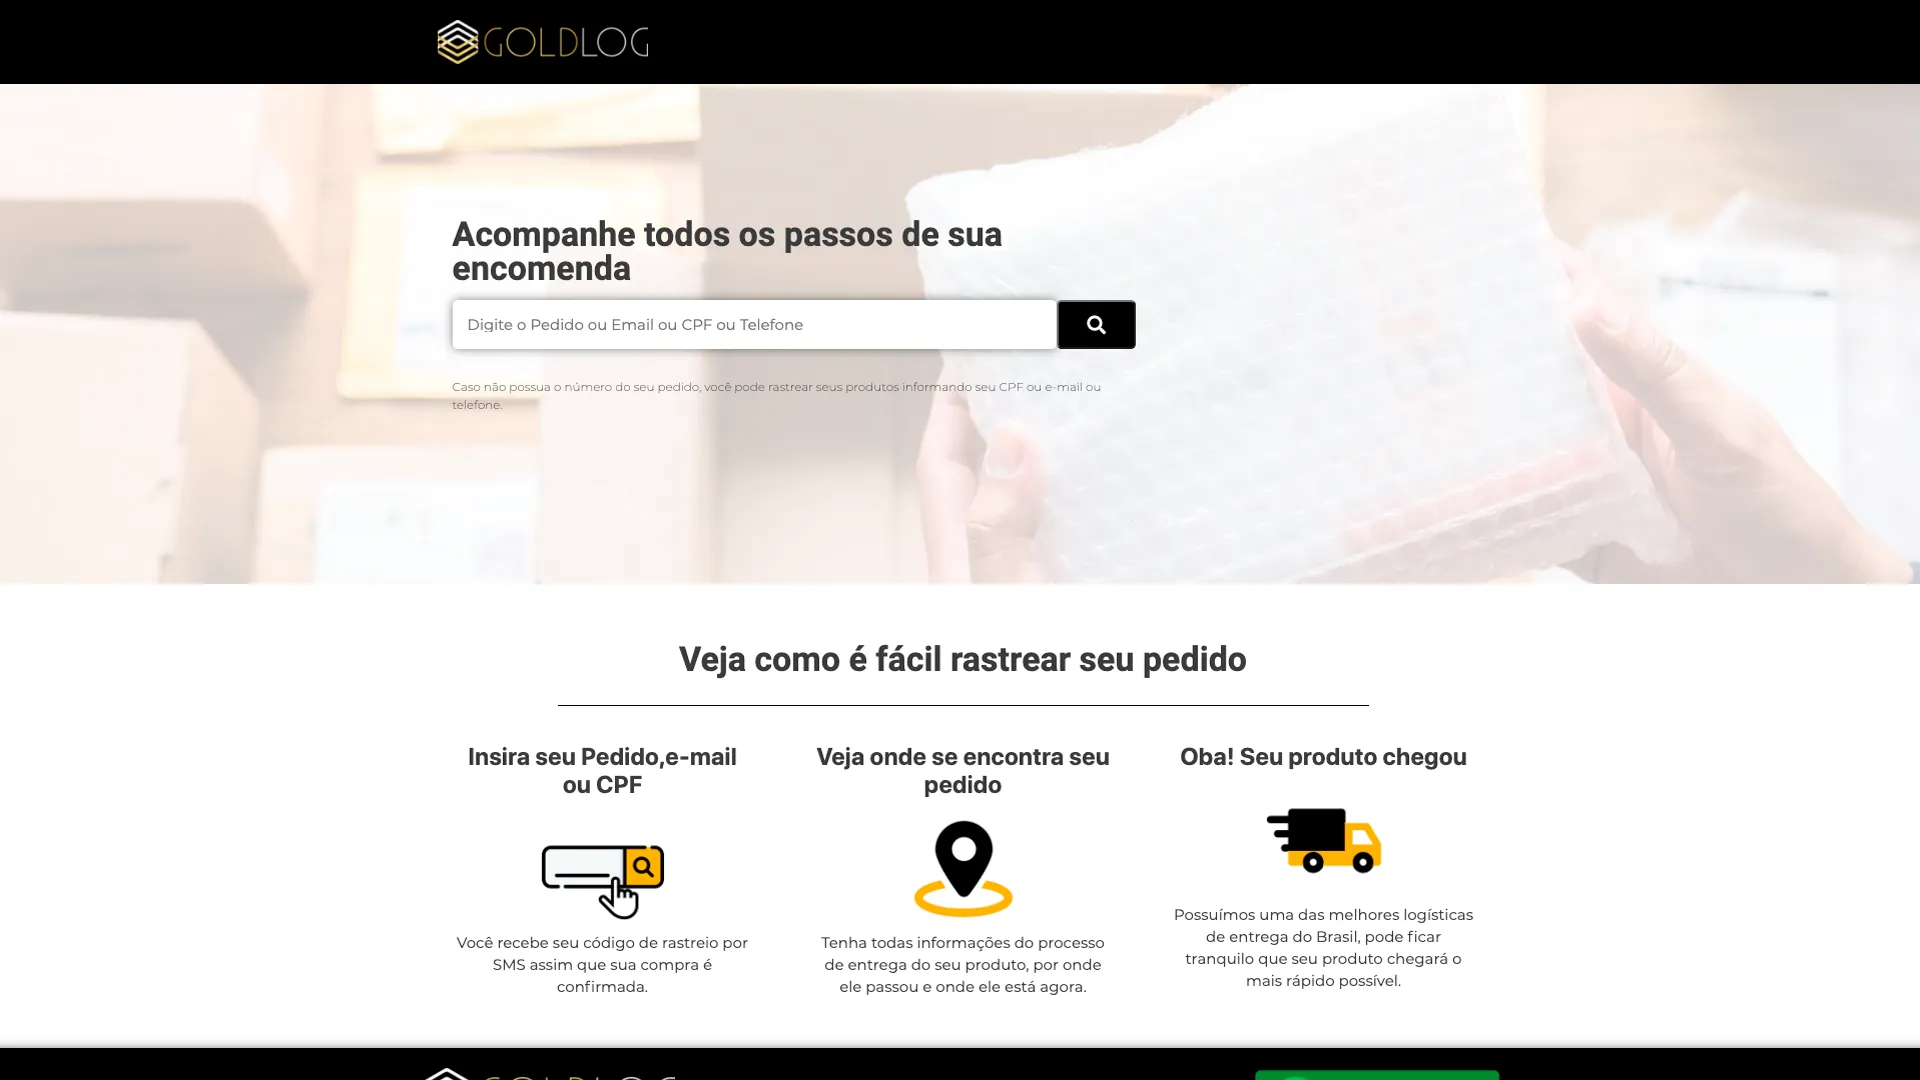 GOLDLOG
Acompanhe todos os passos de sua
encomenda
Digite o Pedido ou Email ou CPF ou Telefone
Caso não possua o número do seu pedido, você pode rastrear seus produtos informando seu CPF ou e-mail ou
telefone.
Veja como é fácil rastrear seu pedido
Insira seu Pedido,e-mail
ou CPF
Você recebe seu código de rastreio por
SMS assim que sua compra é
confirmada.
Veja onde se encontra seu
pedido
Tenha todas informações do processo
de entrega do seu produto, por onde
ele passou e onde ele está agora.
Oba! Seu produto chegou
Possuímos uma das melhores logísticas
de entrega do Brasil, pode ficar
tranquilo que seu produto chegará o
mais rápido possível.